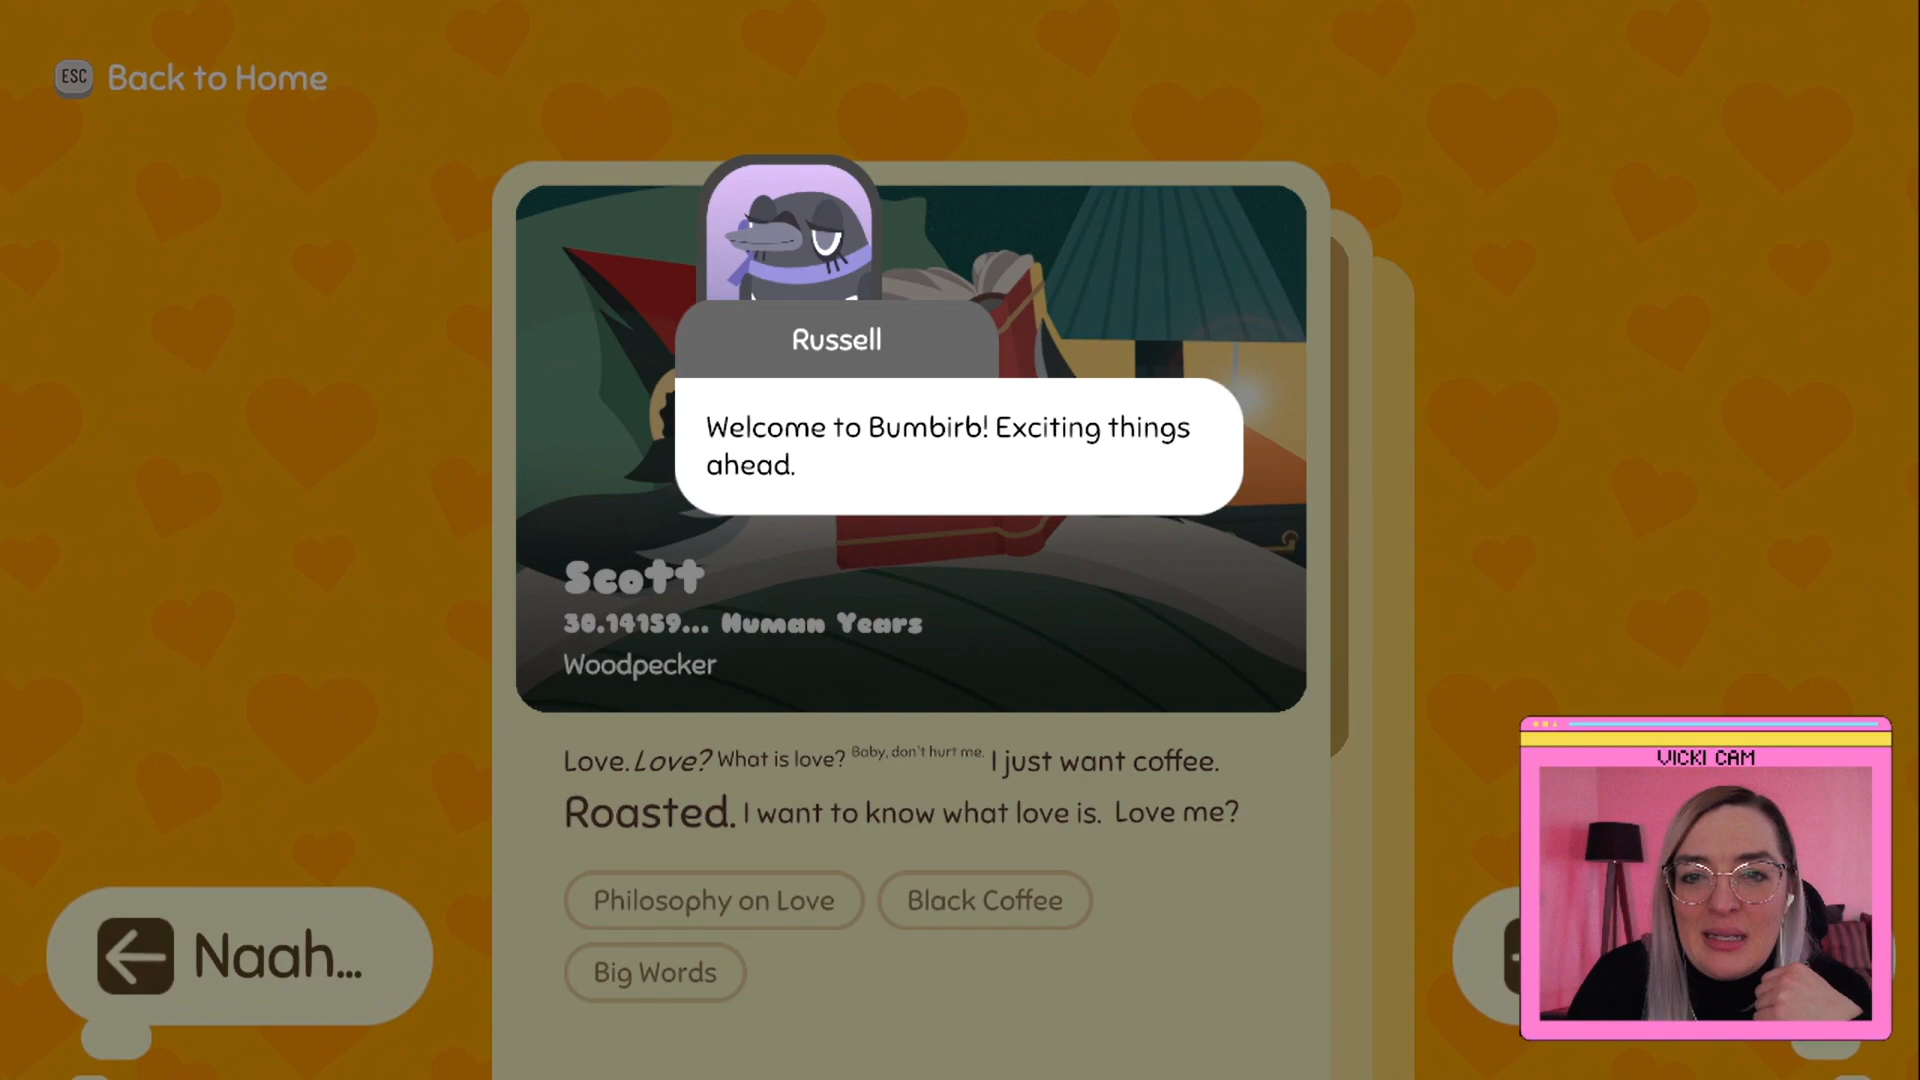 ESC Back to Home
Russell
Welcome to Bumbirb! Exciting things
ahead.
Scott
30.14159... Human Years
Woodpecker
Love. Love? What is love? Baby, don't hurt me. I just want coffee.
Roasted. I want to know what love is. Love me?
Philosophy on Love
Black Coffee
Big Words
Naah...
VICKI CAM